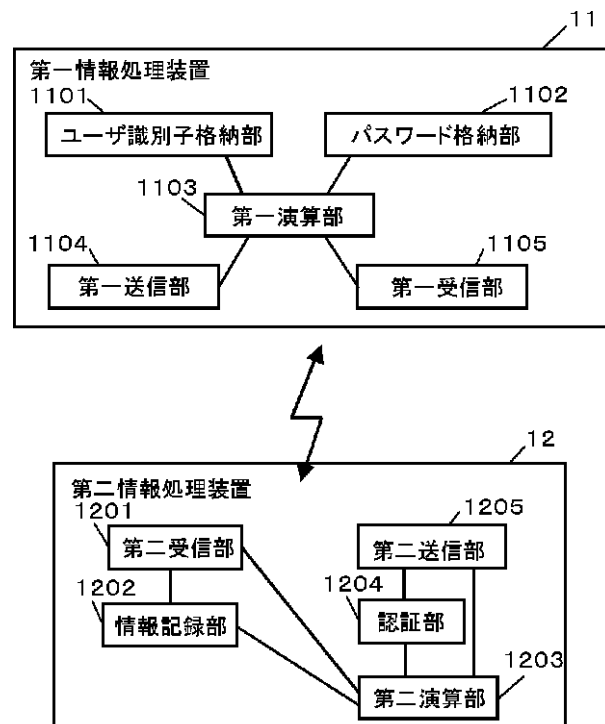 11
第一情報処理装置
1101
1102
ユーザ識別子格納部
パスワード格納部
1103
第一演算部
1104
1105
第一送信部
第一受信部
12
第二情報処理装置
1201
1205
第二受信部
第二送信部
1202
1204
情報記録部
認証部
1203
第二演算部